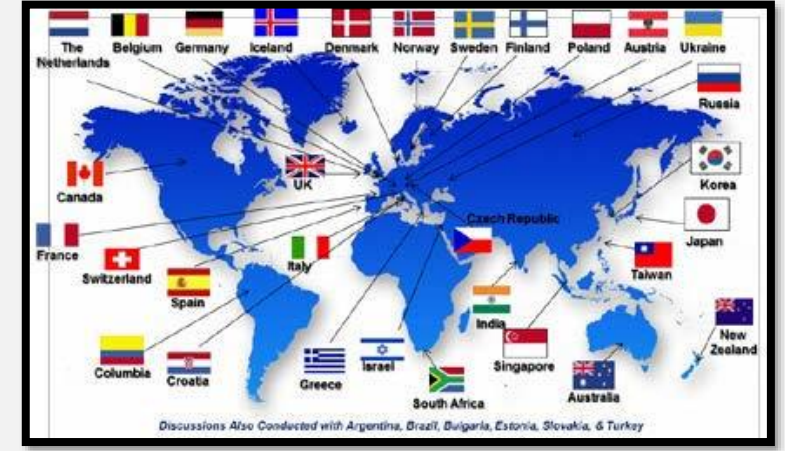 The
Netherlands
Belgium
Germany
Iceland
Denmark
Norway
Sweden
Finland
Poland
Austria
Ukraine
Russia
Canada
UK
Korea
Czech Republic
Japan
France
Switzerland
Italy
Taiwan
Spain
India
New
Zealand
Columbia
Croatia
Greece
Israel
Singapore
South Africa
Australia
Discussions Also Conducted with Argentina, Brazil, Bulgaria, Estonia, Slovakia, & Turkey